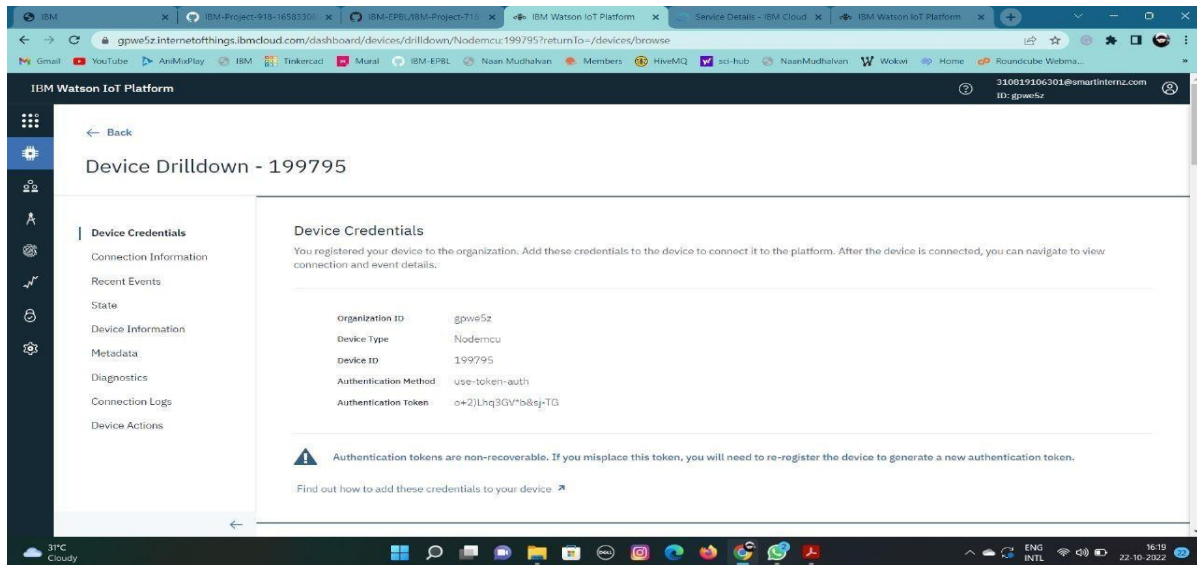 IBM
IBM-Project-918-1658330
IBM-EPBL/IBM-Project-716
IBM Watson IoT Platform
Service Details - IBM Cloud
IBM Watson IoT Platform
gpwe5z.internetofthings.ibmcloud.com/dashboard/devices/drilldown/Nodemcu:199795?returnTo=/devices/browse
Gmail YouTube AniMixPlay IBM Tinkercad Mural IBM-EPBL Naan Mudhalvan Members HiveMQ sci-hub NaanMudhalvan Wokwi Home Roundcube Webma...
IBM Watson IoT Platform
310819106301@smartinternz.com
ID: gpwe5z
Back
Device Drilldown - 199795
Device Credentials
Connection Information
Recent Events
State
Device Information
Metadata
Diagnostics
Connection Logs
Device Actions
Device Credentials
You registered your device to the organization. Add these credentials to the device to connect it to the platform. After the device is connected, you can navigate to view
connection and event details.
Organization ID gpwe5z
Device Type Nodemcu
Device ID 199795
Authentication Method use-token-auth
Authentication Token o+2)Lhq3GV*b&sj-TG
Authentication tokens are non-recoverable. If you misplace this token, you will need to re-register the device to generate a new authentication token.
Find out how to add these credentials to your device
31°C
Cloudy
ENG
INTL
16:19
22-10-2022
22